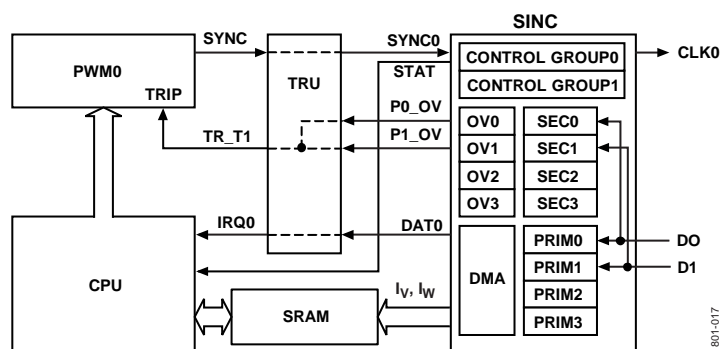 SINC
SYNC
SYNC0
CLK0
CONTROL GROUP0
CONTROL GROUP1
PWM0
TRU
STAT
TRIP
P0_OV
P1_OV
TR_T1
OV0
SEC0
OV1
SEC1
OV2
SEC2
OV3
SEC3
IRQ0
DAT0
CPU
DMA
PRIM0
DO
PRIM1
D1
PRIM2
PRIM3
IV, IW
SRAM
801-017